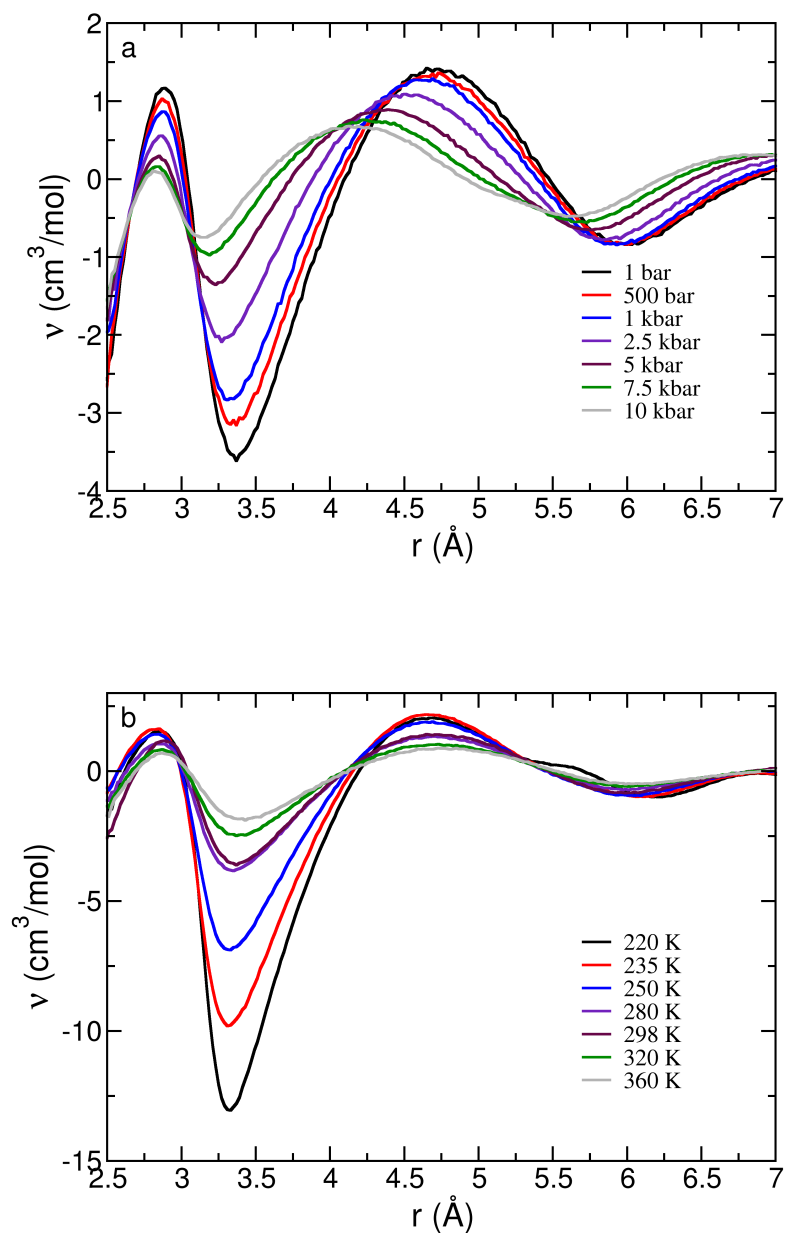 a
2
1
0
-1
-2
-3
-4
ν (cm3/mol)
1 bar
500 bar
1 kbar
2.5 kbar
5 kbar
7.5 kbar
10 kbar
2.5 3 3.5 4 4.5 5 5.5 6 6.5 7
r (Å)
b
0
-5
-10
-15
ν (cm3/mol)
220 K
235 K
250 K
280 K
298 K
320 K
360 K
2.5 3 3.5 4 4.5 5 5.5 6 6.5 7
r (Å)